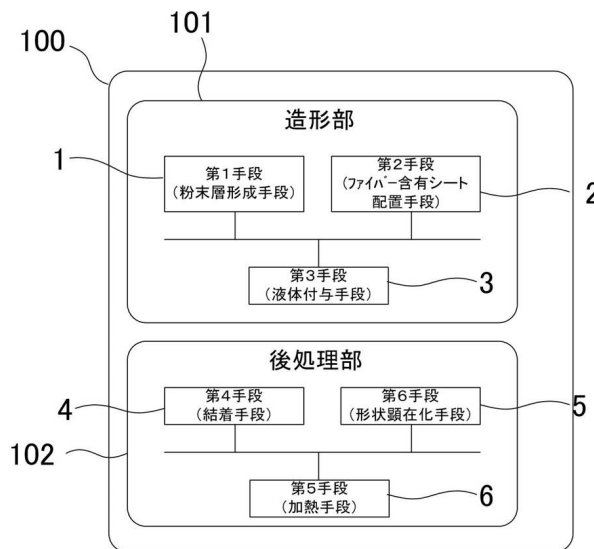 101
100
造形部
1
第1手段
(粉末層形成手段)
第2手段
(ファイバー含有シート
配置手段)
2
第3手段
(液体付与手段)
3
後処理部
4
第4手段
(結着手段)
第6手段
(形状顕在化手段)
5
102
第5手段
(加熱手段)
6